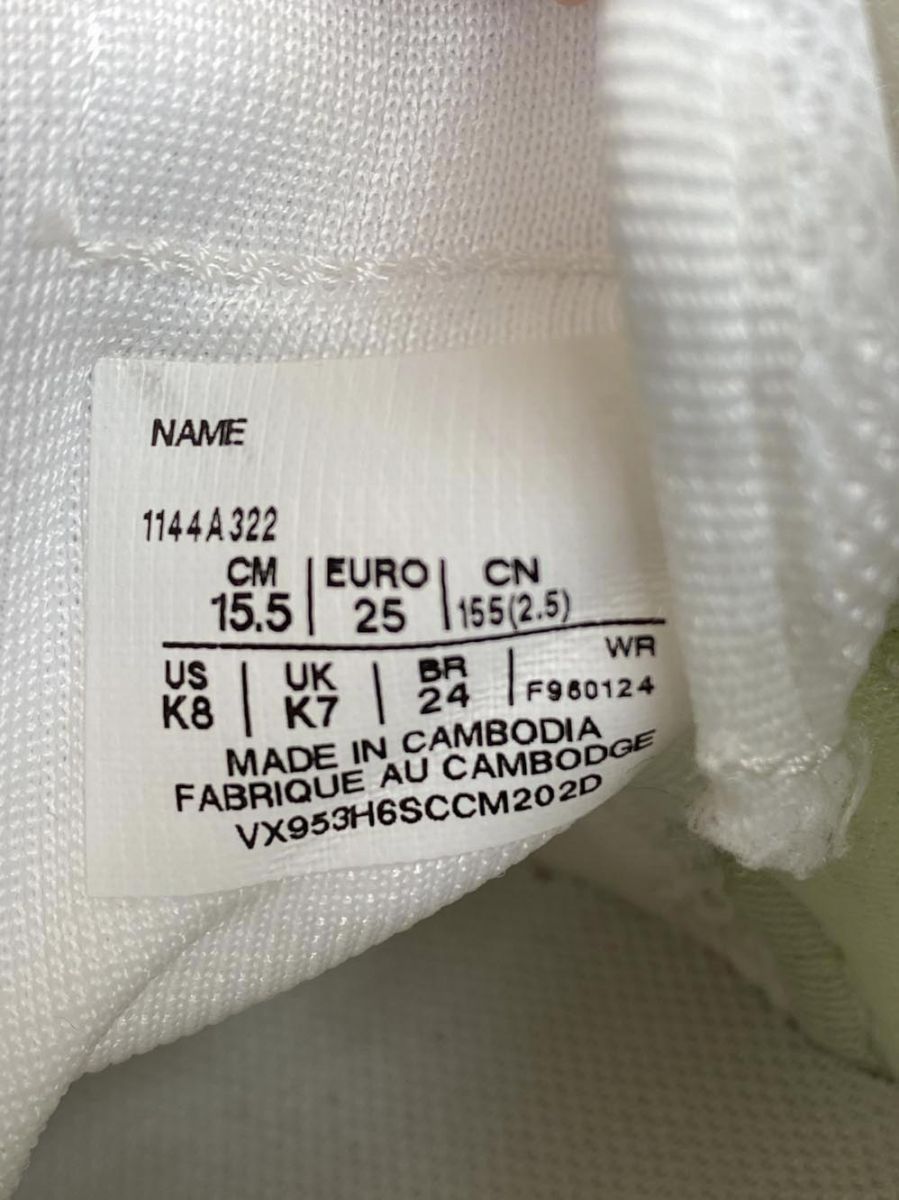 NAME
1144A322
CM | EURO | CN
15.5 | 25 | 155(2.5)
WR
US | UK | BR
K8 | K7 | 24 | F960124
MADE IN CAMBODIA
FABRIQUE AU CAMBODGE
VX953H6SCCM202D